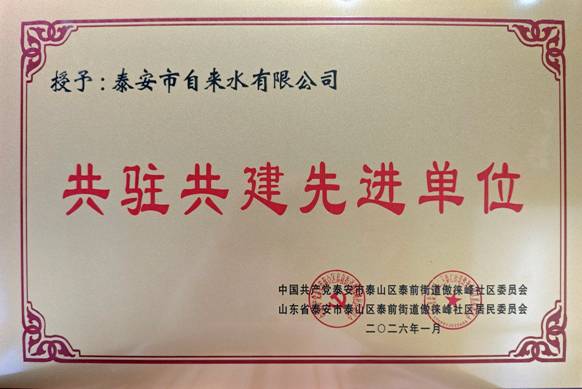 授予：泰安市自来水有限公司
共驻共建先进单位
中国共产党泰安市泰山区泰前街道傲徕峰社区委员会
山东省泰安市泰山区泰前街道傲徕峰社区居民委员会
二〇二六年一月